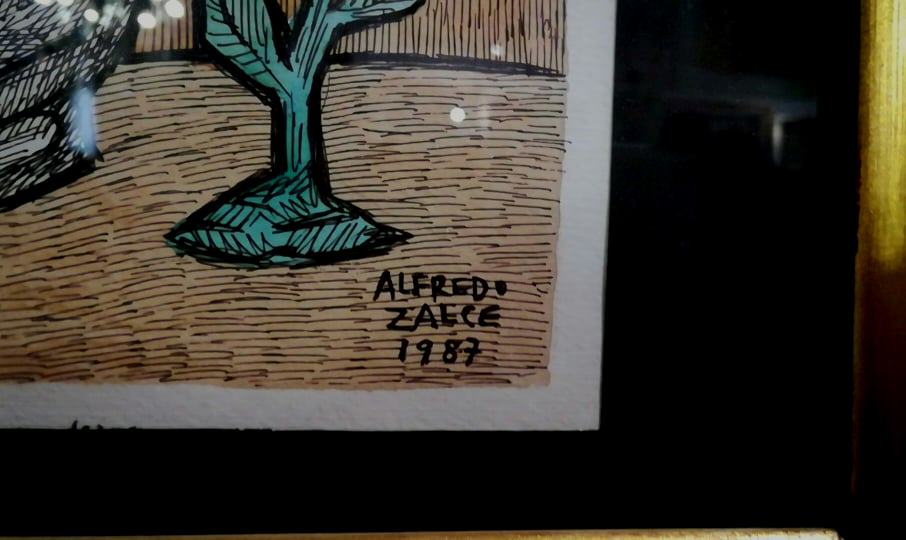 ALFREDO
ZALCE
1987